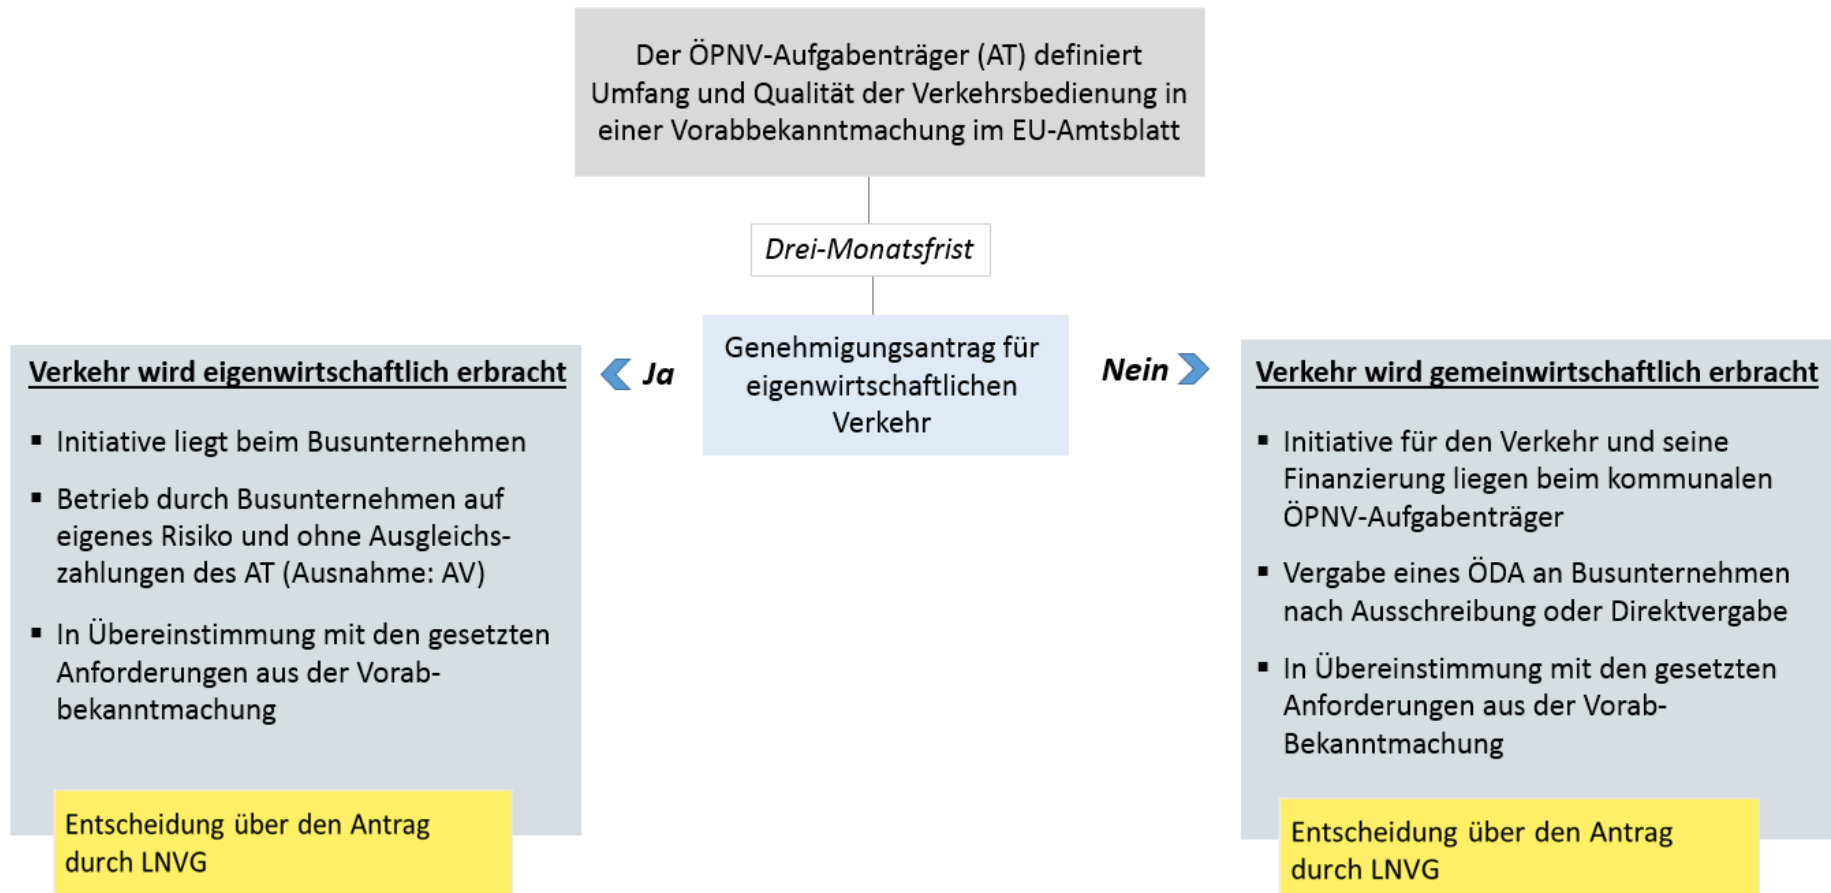 Der ÖPNV-Aufgabenträger (AT) definiert
Umfang und Qualität der Verkehrsbedienung in
einer Vorabbekanntmachung im EU-Amtsblatt
Drei-Monatsfrist
Genehmigungsantrag für
eigenwirtschaftlichen
Verkehr
Ja
Nein
Verkehr wird eigenwirtschaftlich erbracht
▪ Initiative liegt beim Busunternehmen
▪ Betrieb durch Busunternehmen auf
eigenes Risiko und ohne Ausgleichs-
zahlungen des AT (Ausnahme: AV)
▪ In Übereinstimmung mit den gesetzten
Anforderungen aus der Vorab-
bekanntmachung
Entscheidung über den Antrag
durch LNVG
Verkehr wird gemeinwirtschaftlich erbracht
▪ Initiative für den Verkehr und seine
Finanzierung liegen beim kommunalen
ÖPNV-Aufgabenträger
▪ Vergabe eines ÖDA an Busunternehmen
nach Ausschreibung oder Direktvergabe
▪ In Übereinstimmung mit den gesetzten
Anforderungen aus der Vorab-
Bekanntmachung
Entscheidung über den Antrag
durch LNVG